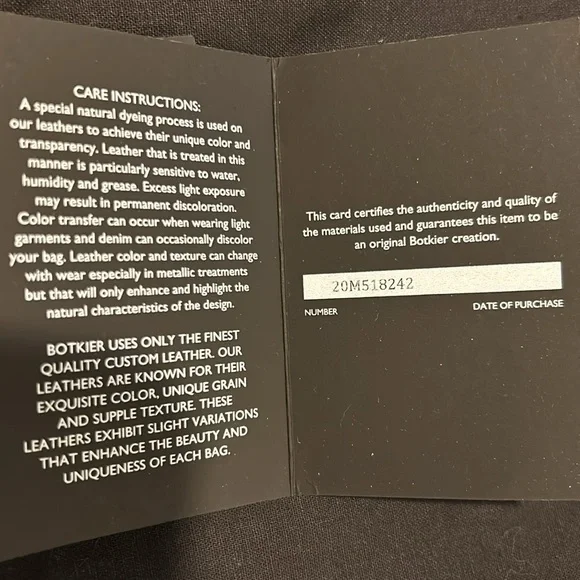 CARE INSTRUCTIONS:
A special natural dyeing process is used on
our leathers to achieve their unique color and
transparency. Leather that is treated in this
manner is particularly sensitive to water,
humidity and grease. Excess light exposure
may result in permanent discoloration.
Color transfer can occur when wearing light
garments and denim can occasionally discolor
your bag. Leather color and texture can change
with wear especially in metallic treatments
but that will only enhance and highlight the
natural characteristics of the design.
BOTKIER USES ONLY THE FINEST
QUALITY CUSTOM LEATHER. OUR
LEATHERS ARE KNOWN FOR THEIR
EXQUISITE COLOR, UNIQUE GRAIN
AND SUPPLE TEXTURE. THESE
LEATHERS EXHIBIT SLIGHT VARIATIONS
THAT ENHANCE THE BEAUTY AND
UNIQUENESS OF EACH BAG.
This card certifies the authenticity and quality of
the materials used and guarantees this item to be
an original Botkier creation.
20M518242
NUMBER DATE OF PURCHASE